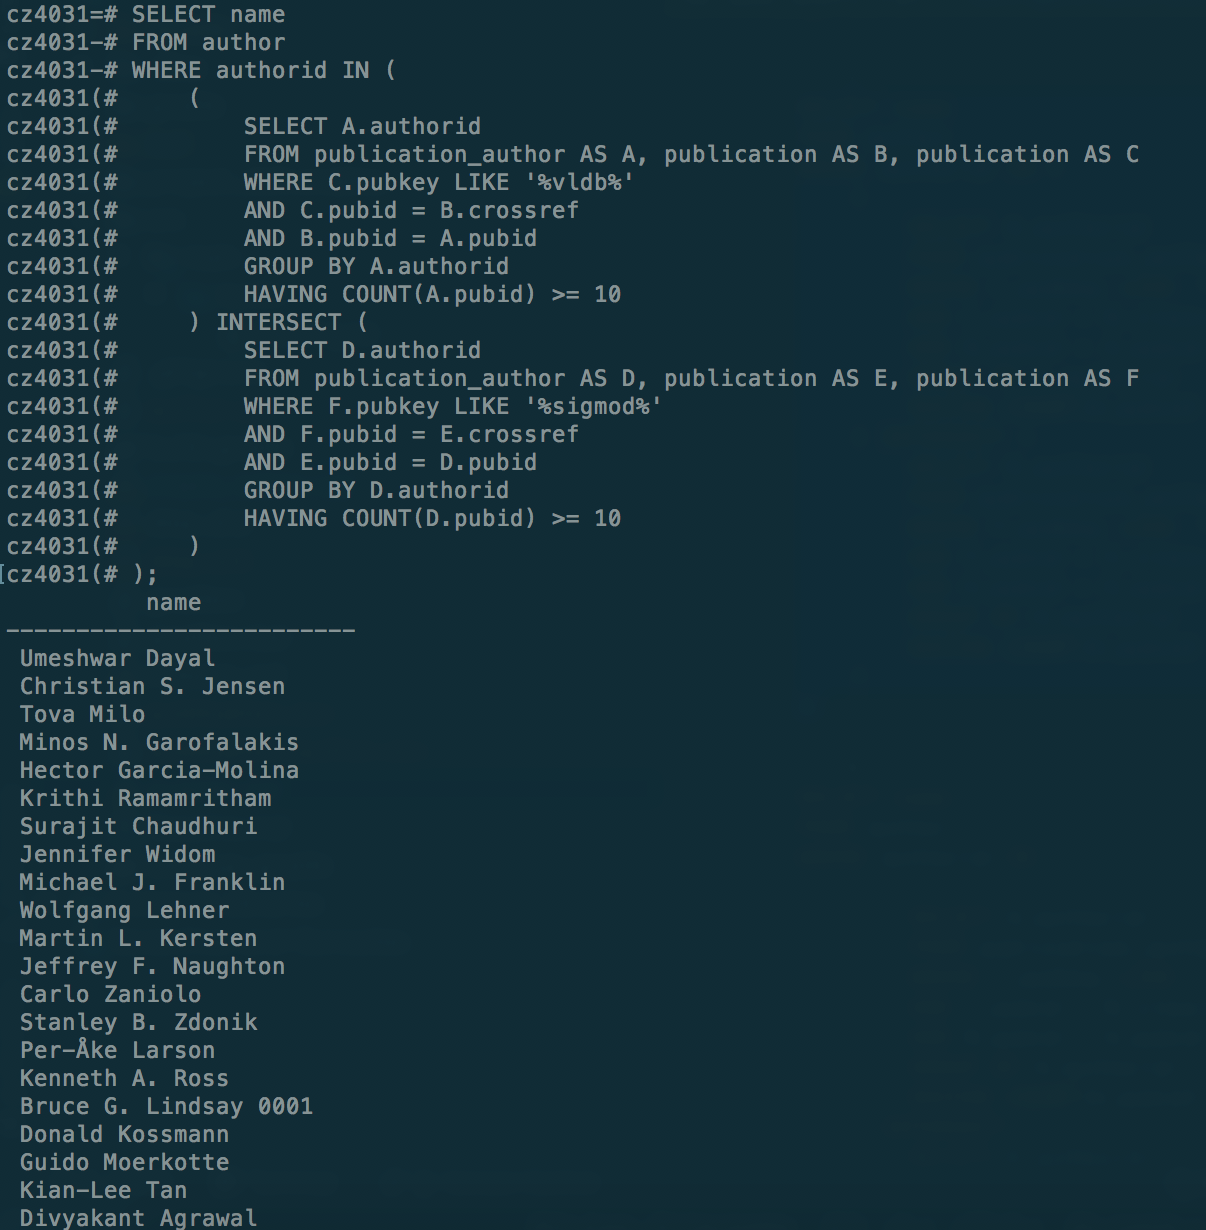 cz4031=# SELECT name
cz4031-# FROM author
cz4031-# WHERE authorid IN (
cz4031(#     (
cz4031(#         SELECT A.authorid
cz4031(#         FROM publication_author AS A, publication AS B, publication AS C
cz4031(#         WHERE C.pubkey LIKE '%vldb%'
cz4031(#         AND C.pubid = B.crossref
cz4031(#         AND B.pubid = A.pubid
cz4031(#         GROUP BY A.authorid
cz4031(#         HAVING COUNT(A.pubid) >= 10
cz4031(#     ) INTERSECT (
cz4031(#         SELECT D.authorid
cz4031(#         FROM publication_author AS D, publication AS E, publication AS F
cz4031(#         WHERE F.pubkey LIKE '%sigmod%'
cz4031(#         AND F.pubid = E.crossref
cz4031(#         AND E.pubid = D.pubid
cz4031(#         GROUP BY D.authorid
cz4031(#         HAVING COUNT(D.pubid) >= 10
cz4031(#     )
[cz4031(# );
          name
-------------------------
 Umeshwar Dayal
 Christian S. Jensen
 Tova Milo
 Minos N. Garofalakis
 Hector Garcia-Molina
 Krithi Ramamritham
 Surajit Chaudhuri
 Jennifer Widom
 Michael J. Franklin
 Wolfgang Lehner
 Martin L. Kersten
 Jeffrey F. Naughton
 Carlo Zaniolo
 Stanley B. Zdonik
 Per-Åke Larson
 Kenneth A. Ross
 Bruce G. Lindsay 0001
 Donald Kossmann
 Guido Moerkotte
 Kian-Lee Tan
 Divyakant Agrawal